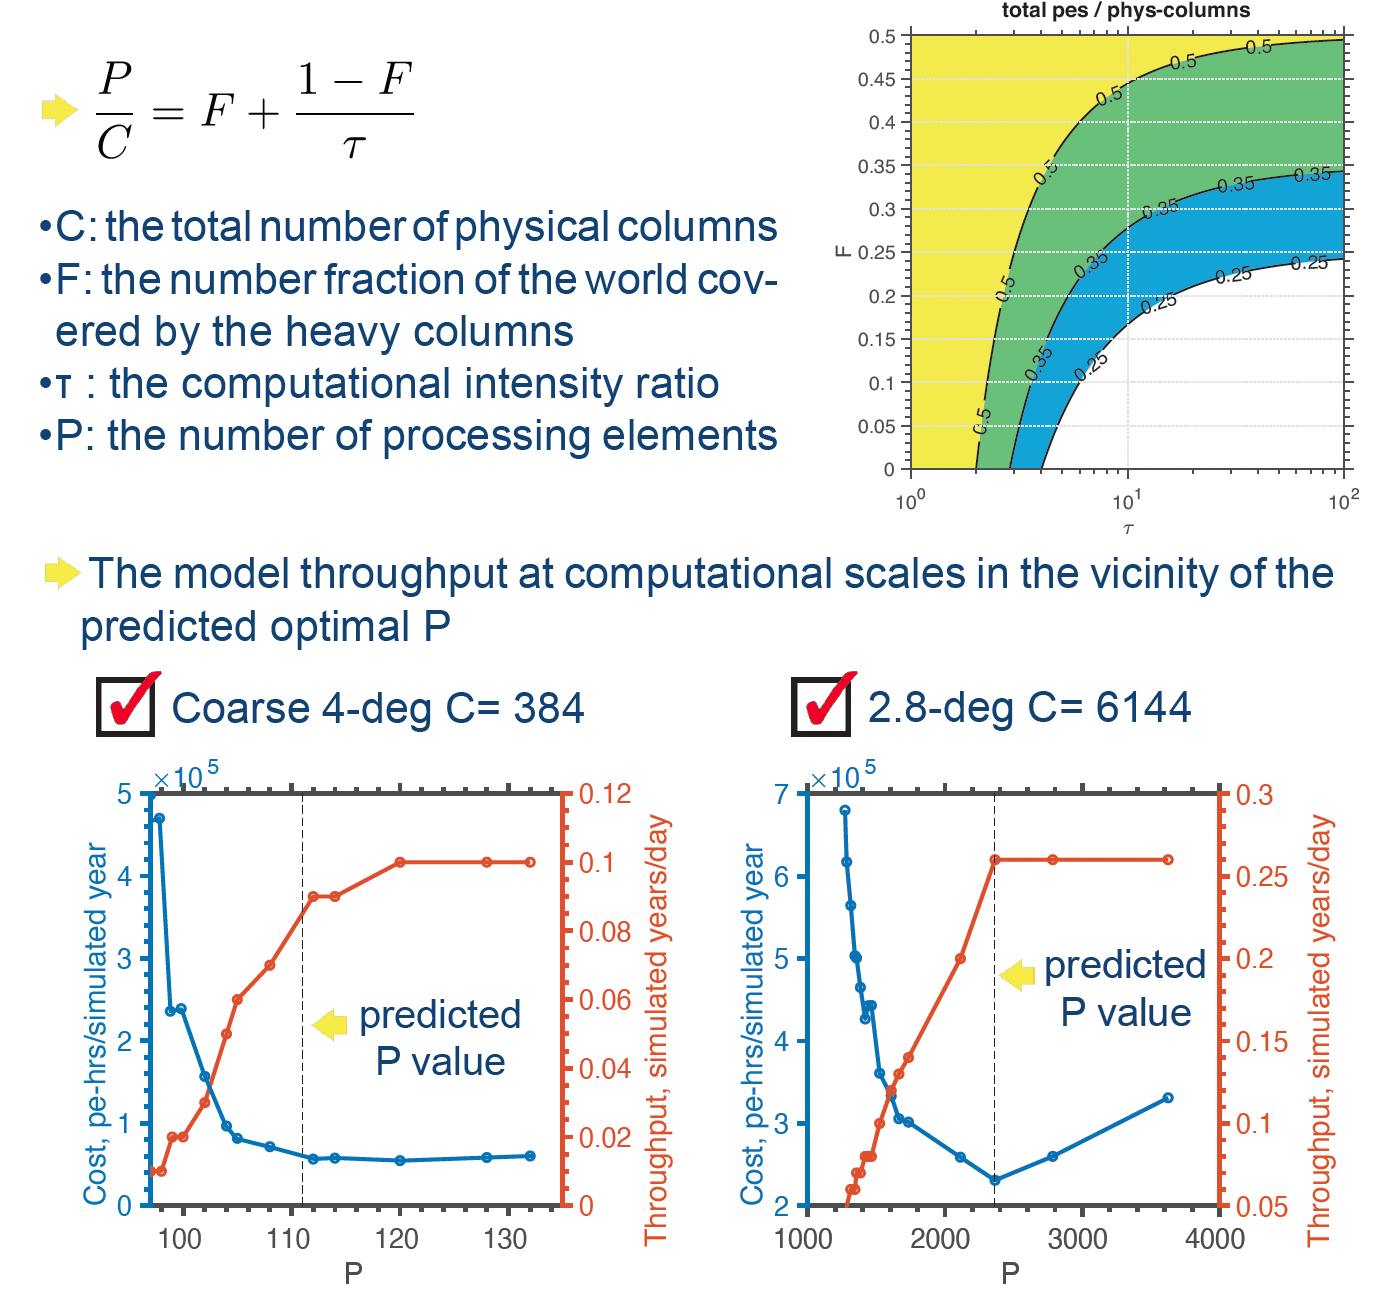 P/C = F + (1 − F)/τ
•C: the total number of physical columns
•F: the number fraction of the world cov-
ered by the heavy columns
•τ : the computational intensity ratio
•P: the number of processing elements
total pes / phys-columns
0.5
0.45
0.4
0.35
0.3
0.25
0.2
0.15
0.1
0.05
0
F
10^0
10^1
10^2
τ
0.5
0.5
0.5
0.5
0.5
0.5
0.35
0.35
0.35
0.35
0.35
0.25
0.25
0.25
0.25
The model throughput at computational scales in the vicinity of the
predicted optimal P
Coarse 4-deg C= 384
×10^5
5
4
3
2
1
0
Cost, pe-hrs/simulated year
0.12
0.1
0.08
0.06
0.04
0.02
0
Throughput, simulated years/day
predicted
P value
100
110
120
130
P
2.8-deg C= 6144
×10^5
7
6
5
4
3
2
Cost, pe-hrs/simulated year
0.3
0.25
0.2
0.15
0.1
0.05
Throughput, simulated years/day
predicted
P value
1000
2000
3000
4000
P